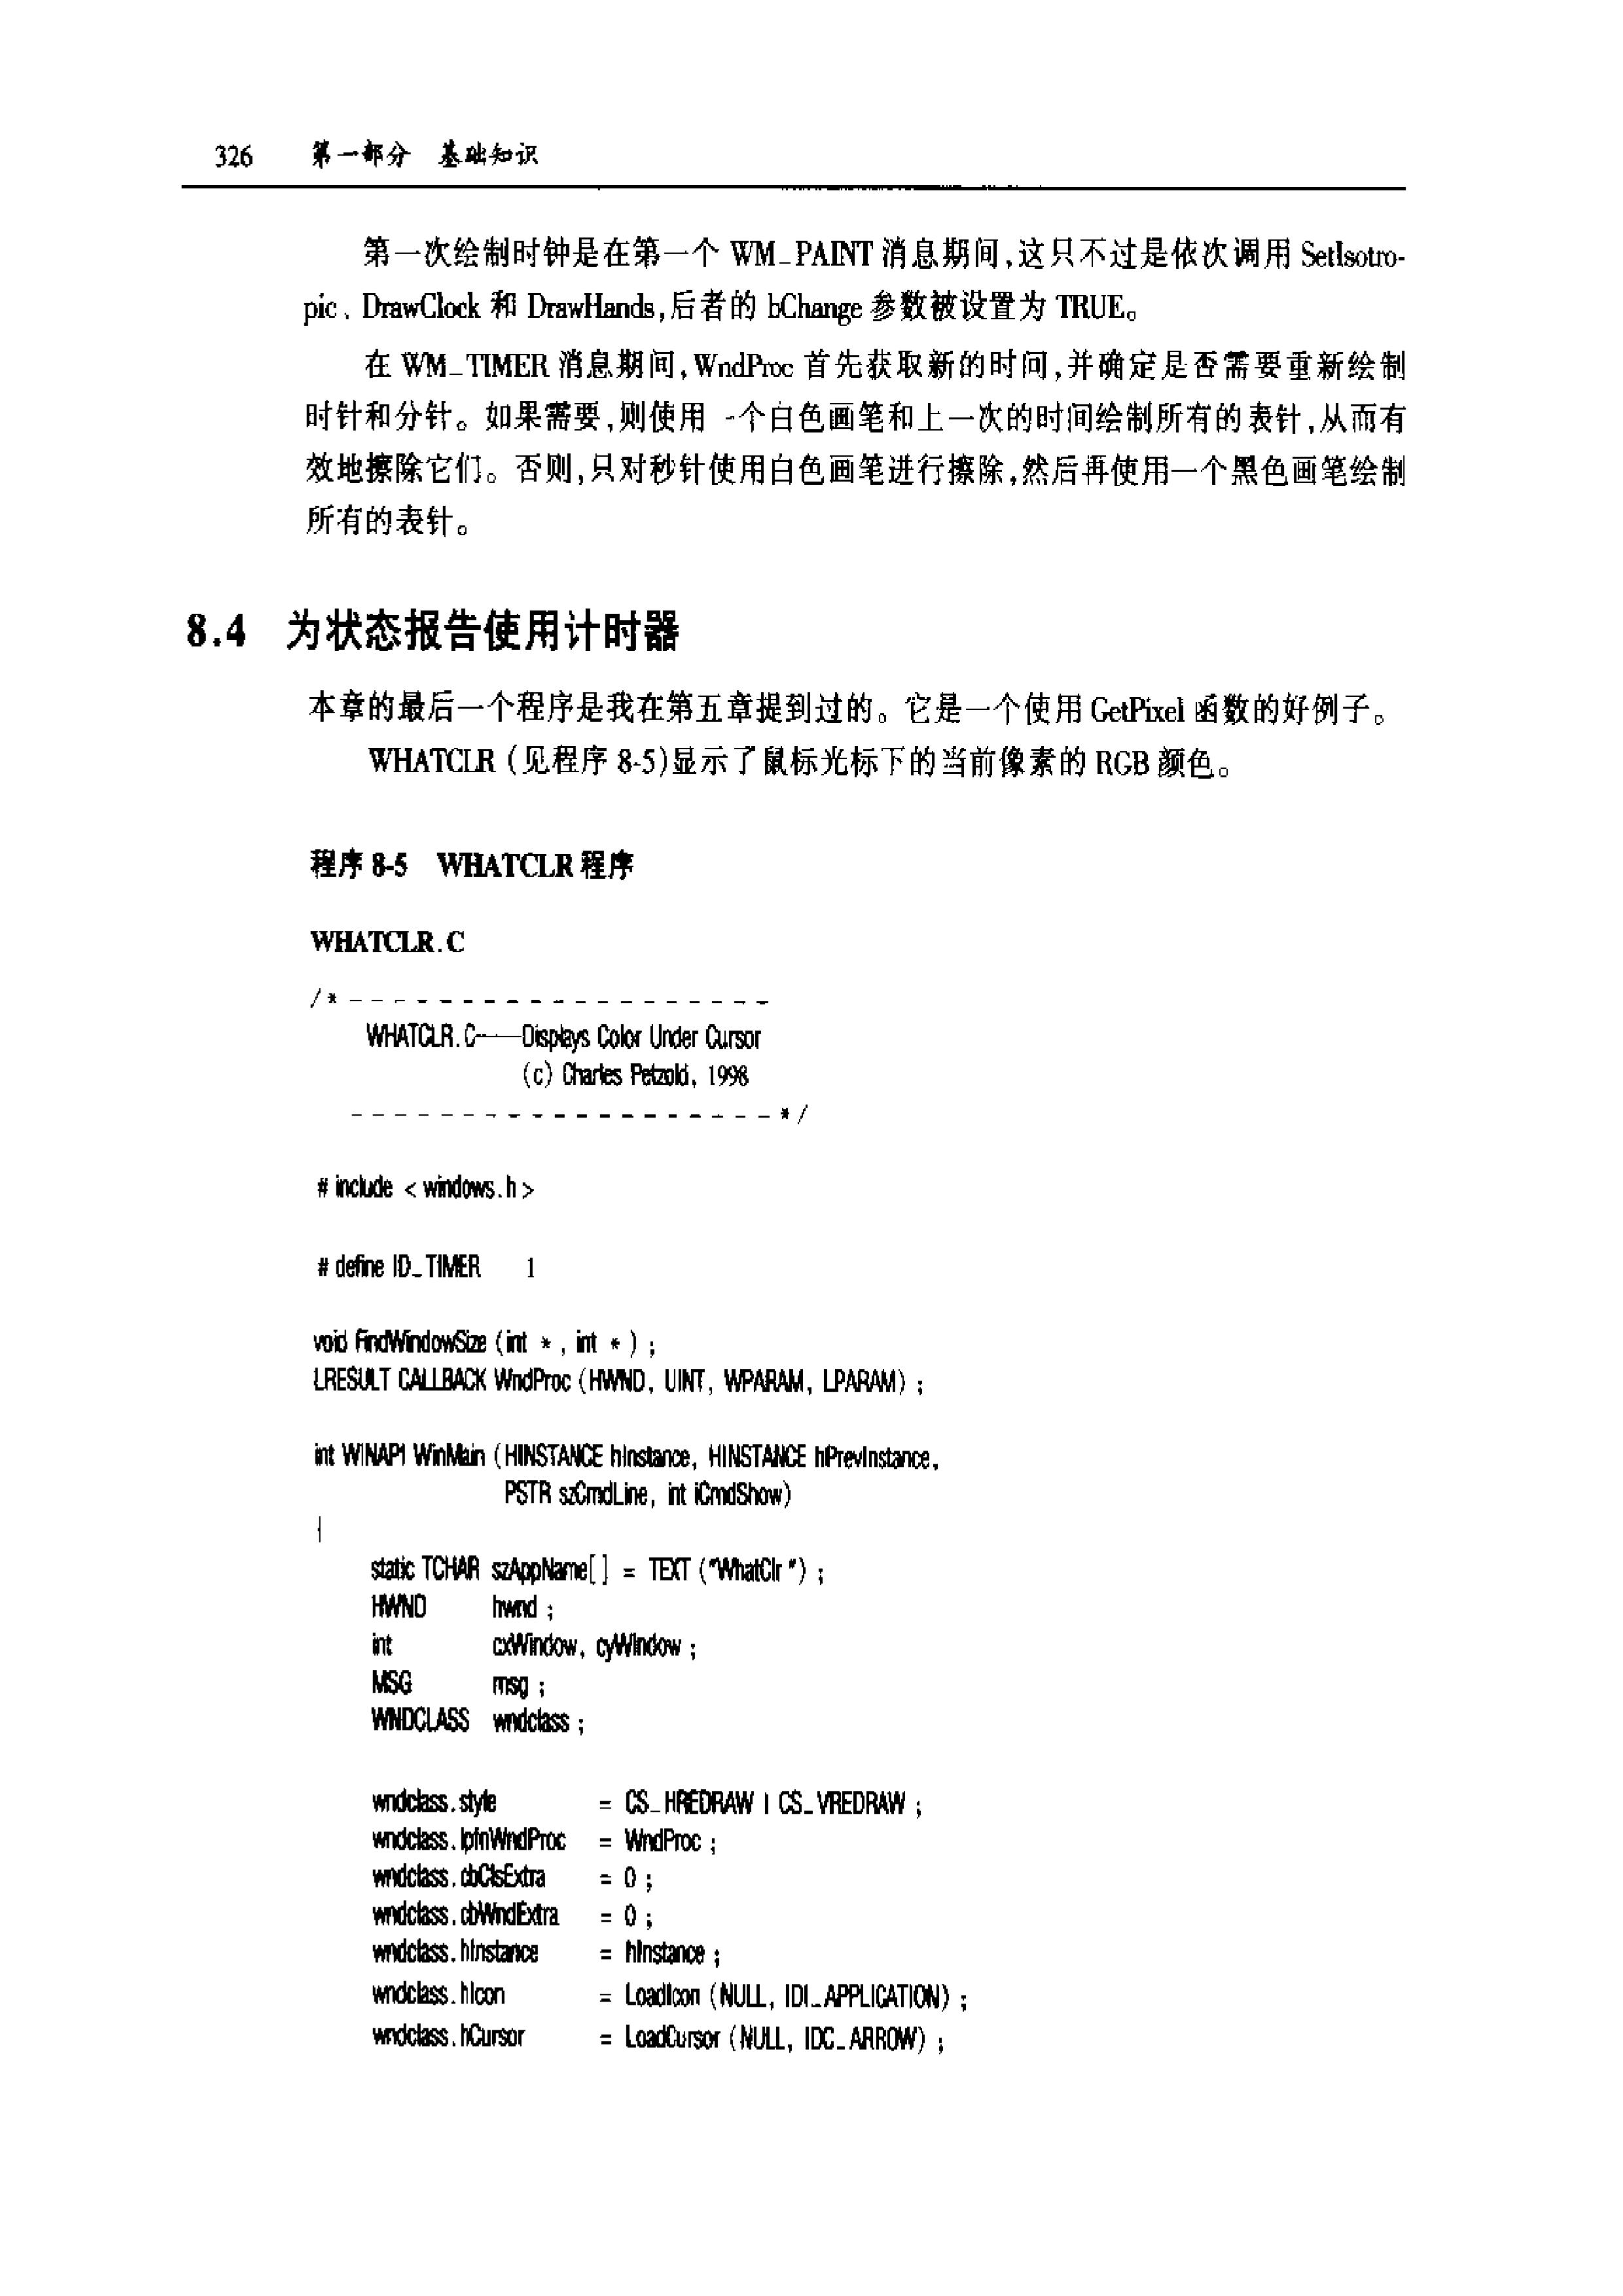 326 第一部分 基础知识
第一次绘制时钟是在第一个 WM_PAINT 消息期间,这只不过是依次调用 SetIsotro-
pic、DrawClock 和 DrawHands,后者的 bChange 参数被设置为 TRUE。
在 WM_TIMER 消息期间,WndProc 首先获取新的时间,并确定是否需要重新绘制
时针和分针。如果需要,则使用一个白色画笔和上一次的时间绘制所有的表针,从而有
效地擦除它们。否则,只对秒针使用白色画笔进行擦除,然后再使用一个黑色画笔绘制
所有的表针。
8.4 为状态报告使用计时器
本章的最后一个程序是我在第五章提到过的。它是一个使用 GetPixel 函数的好例子。
WHATCLR (见程序 8-5)显示了鼠标光标下的当前像素的 RGB 颜色。
程序 8-5 WHATCLR 程序
WHATCLR.C
/* - - - - - - - - - - - - - - - - - - -
WHATCLR.C——Displays Color Under Cursor
(c) Charles Petzold, 1998
- - - - - - - - - - - - - - - - - - - */
# include < windows.h >
# define ID_TIMER 1
void FindWindowSize (int * , int * ) ;
LRESULT CALLBACK WndProc (HWND, UINT, WPARAM, LPARAM) ;
int WINAPI WinMain (HINSTANCE hInstance, HINSTANCE hPrevInstance,
PSTR szCmdLine, int iCmdShow)
{
static TCHAR szAppName[] = TEXT ("WhatClr") ;
HWND hwnd ;
int cxWindow, cyWindow ;
MSG msg ;
WNDCLASS wndclass ;
wndclass.style = CS_HREDRAW | CS_VREDRAW ;
wndclass.lpfnWndProc = WndProc ;
wndclass.cbClsExtra = 0 ;
wndclass.cbWndExtra = 0 ;
wndclass.hInstance = hInstance ;
wndclass.hIcon = LoadIcon (NULL, IDI_APPLICATION) ;
wndclass.hCursor = LoadCursor (NULL, IDC_ARROW) ;